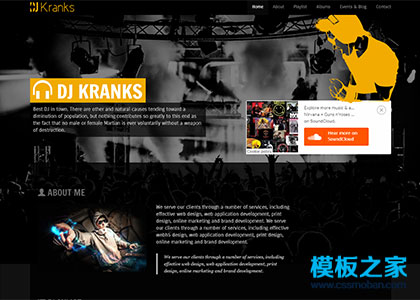 Kranks
Home About Playlist Albums Event & Blog Contact
DJ KRANKS
Best DJ in town. There are other and natural causes tending toward a
diminution of population, but nothing contributes so greatly to this end as
the fact that no male or female Martian is ever voluntarily without a weapon
of destruction.
Explore more music & a...
Nirvana + Guns n'Roses ...
on SoundCloud.
Hear more on
SoundCloud
Cookie policy
ABOUT ME
We serve our clients through a number of services, including
effective web design, web application development, print
design, online marketing and brand development. We serve
our clients through a number of services, including
effective web design, web application development, print
design, online marketing and brand development.
We serve our clients through a number of services, including
effective web design, web application development, print
design, online marketing and brand development.
模板之家
www.cssmoban.com